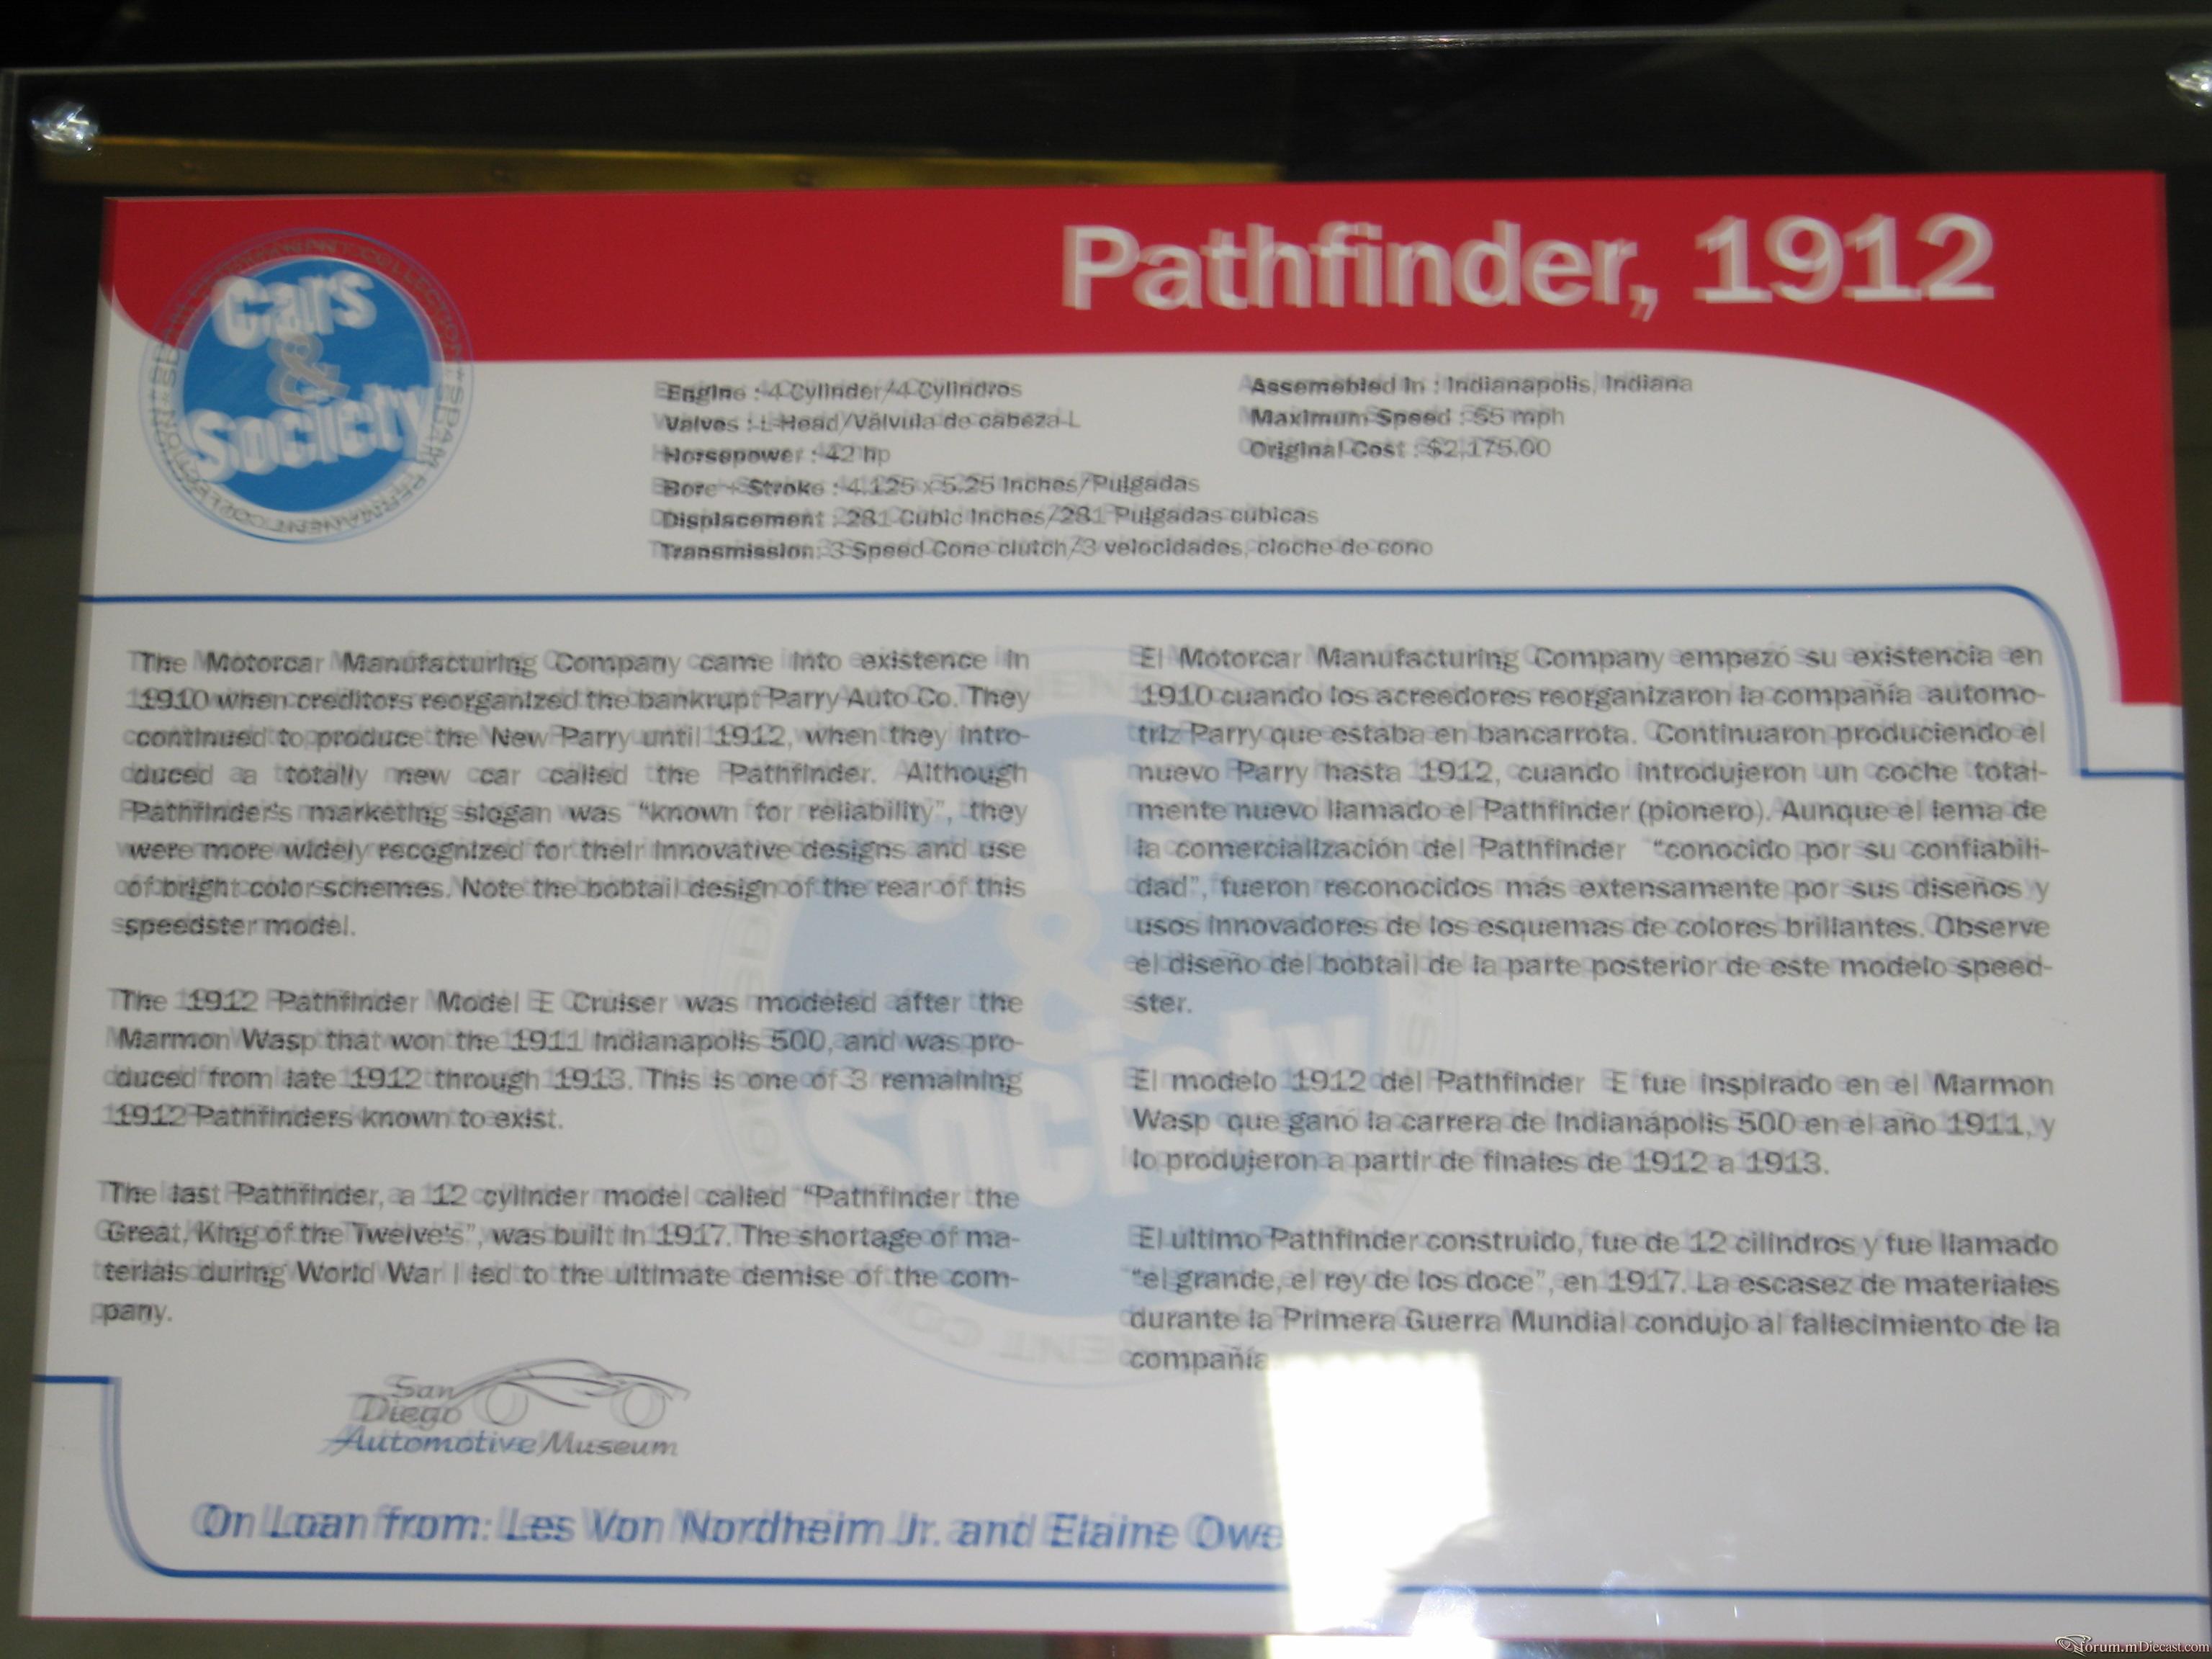 Pathfinder, 1912
Cars
&
Society
Engine : 4 Cylinder/4 Cylindros
Valves : L-Head/Válvula de cabeza L
Horsepower : 42 hp
Bore + Stroke : 4.125 x 5.25 Inches/Pulgadas
Displacement : 281 Cubic Inches/281 Pulgadas cubicas
Transmission: 3 Speed Cone clutch/3 velocidades, cloche de cono
Assemebled In : Indianapolis, Indiana
Maximum Speed : 55 mph
Original Cost : $2,175.00
The Motorcar Manufacturing Company came into existence in
1910 when creditors reorganized the bankrupt Parry Auto Co. They
continued to produce the New Parry until 1912, when they intro-
duced a totally new car called the Pathfinder. Although
Pathfinder's marketing slogan was "known for reliability", they
were more widely recognized for their innovative designs and use
of bright color schemes. Note the bobtail design of the rear of this
speedster model.
The 1912 Pathfinder Model E Cruiser was modeled after the
Marmon Wasp that won the 1911 Indianapolis 500, and was pro-
duced from late 1912 through 1913. This is one of 3 remaining
1912 Pathfinders known to exist.
The last Pathfinder, a 12 cylinder model called "Pathfinder the
Great, King of the Twelve's", was built in 1917. The shortage of ma-
terials during World War I led to the ultimate demise of the com-
pany.
El Motorcar Manufacturing Company empezó su existencia en
1910 cuando los acreedores reorganizaron la compañía automo-
triz Parry que estaba en bancarrota. Continuaron produciendo el
nuevo Parry hasta 1912, cuando introdujeron un coche total-
mente nuevo llamado el Pathfinder (pionero). Aunque el lema de
la comercialización del Pathfinder "conocido por su confiabili-
dad", fueron reconocidos más extensamente por sus diseños y
usos innovadores de los esquemas de colores brillantes. Observe
el diseño del bobtail de la parte posterior de este modelo speed-
ster.
El modelo 1912 del Pathfinder E fue inspirado en el Marmon
Wasp que ganó la carrera de Indianápolis 500 en el año 1911, y
lo produjeron a partir de finales de 1912 a 1913.
El ultimo Pathfinder construido, fue de 12 cilindros y fue llamado
"el grande, el rey de los doce", en 1917. La escasez de materiales
durante la Primera Guerra Mundial condujo al fallecimiento de la
compañía.
San
Diego
Automotive Museum
On Loan from: Les Von Nordheim Jr. and Elaine Owe
forum.mDiecast.com